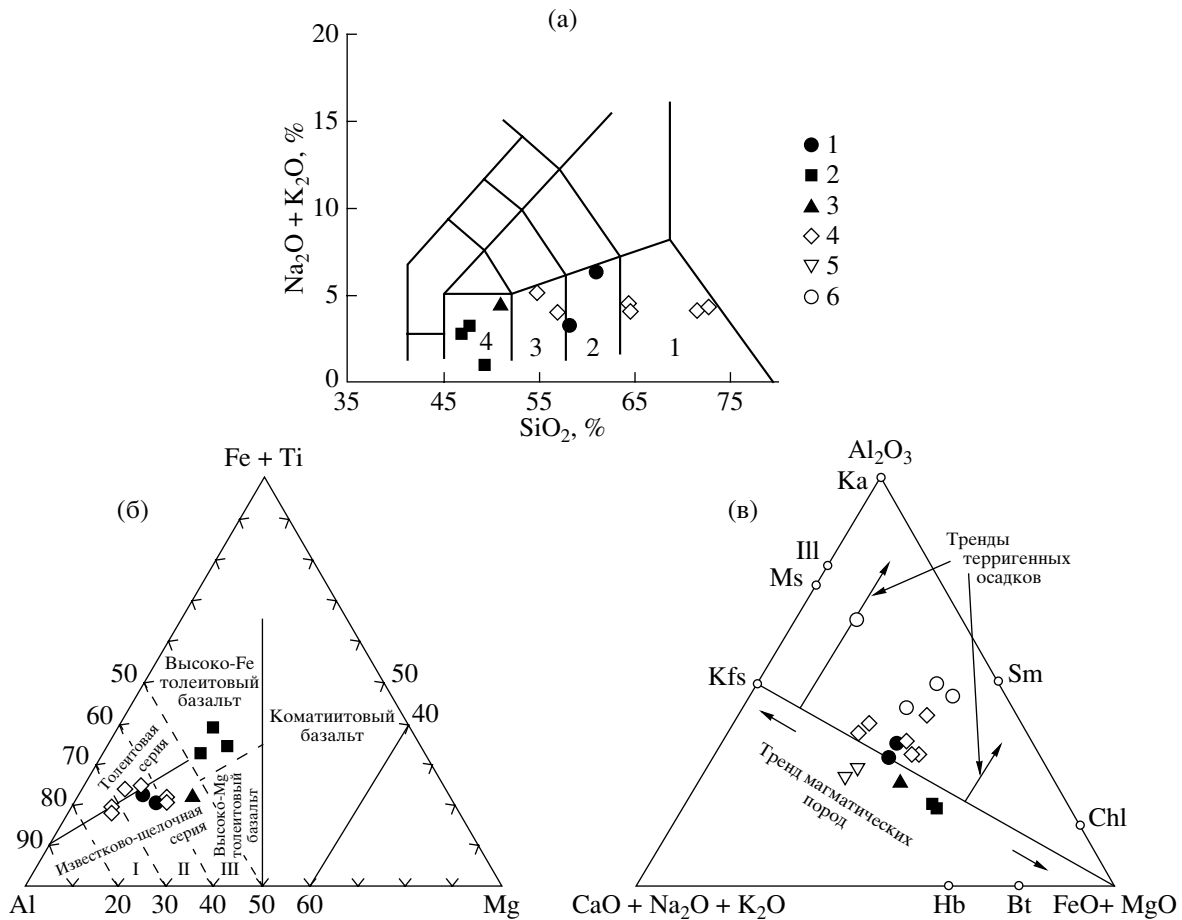 (а)
20
15
10
5
0
Na₂O + K₂O, %
35 45 55 65 75
SiO₂, %
4 3 2 1
1
2
3
4
5
6
(б)
Fe + Ti
50
60
70
80
90
50
40
Высоко-Fe
толеитовый
базальт
Коматиитовый
базальт
Толеитовая
серия
Известково-щелочная
серия
Высоко-Mg
толеитовый
базальт
I II III
Al 20 30 40 50 60 Mg
(в)
Al₂O₃
Ka
Ill
Ms
Kfs
Тренды
терригенных
осадков
Sm
Тренд магматических
пород
Chl
CaO + Na₂O + K₂O Hb Bt FeO+ MgO